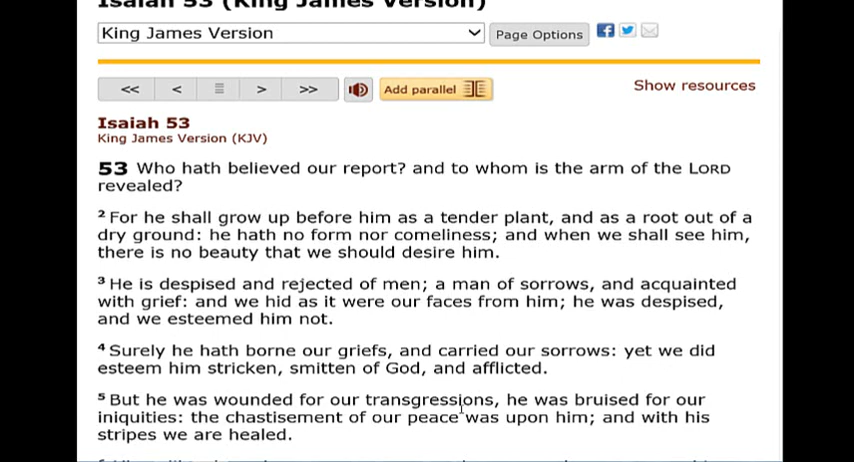 Isaiah 53 (King James Version)
King James Version
Page Options
<< < ≡ > >>
Add parallel
Show resources
Isaiah 53
King James Version (KJV)
53 Who hath believed our report? and to whom is the arm of the LORD
revealed?
2 For he shall grow up before him as a tender plant, and as a root out of a
dry ground: he hath no form nor comeliness; and when we shall see him,
there is no beauty that we should desire him.
3 He is despised and rejected of men; a man of sorrows, and acquainted
with grief: and we hid as it were our faces from him; he was despised,
and we esteemed him not.
4 Surely he hath borne our griefs, and carried our sorrows: yet we did
esteem him stricken, smitten of God, and afflicted.
5 But he was wounded for our transgressions, he was bruised for our
iniquities: the chastisement of our peace was upon him; and with his
stripes we are healed.